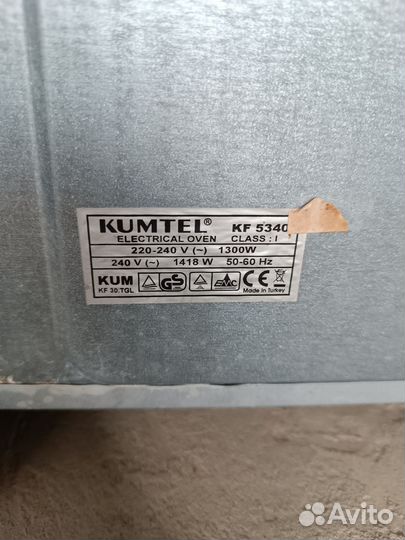 KUMTEL® KF 5340
ELECTRICAL OVEN CLASS : I
220-240 V (~) 1300W
240 V (~) 1418 W 50-60 Hz
KUM GS EMC CE
KF 30.TGL Made in Turkey
Avito